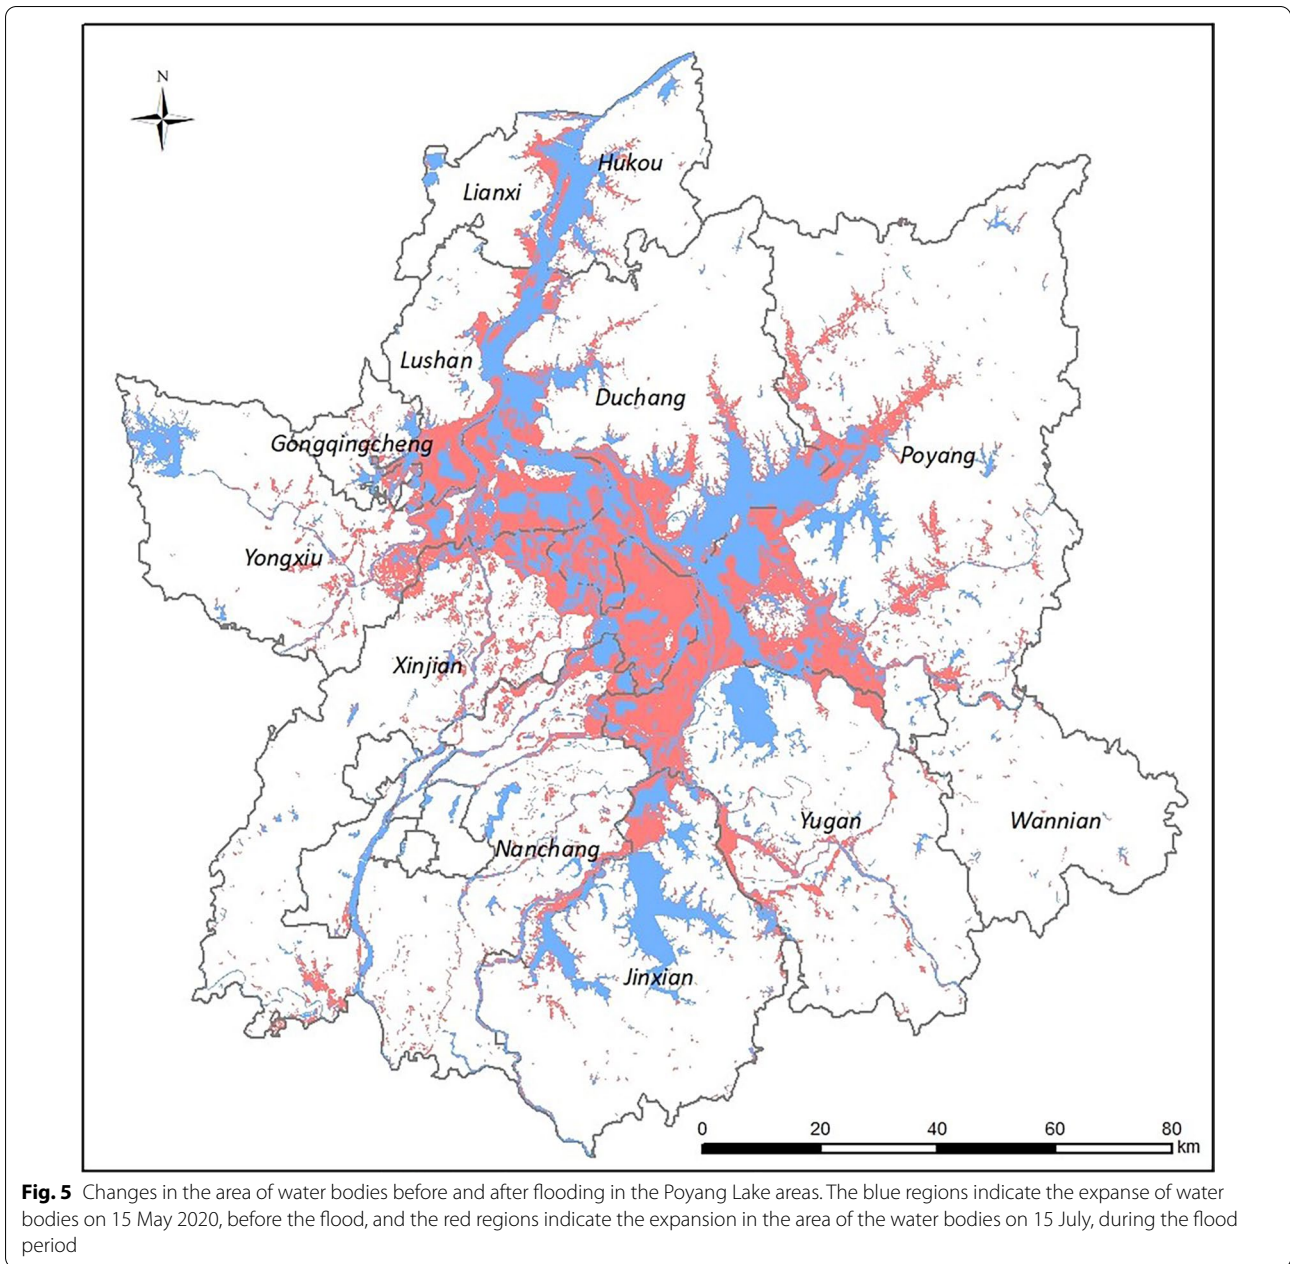 N
Hukou
Lianxi
Lushan
Duchang
Gongqingcheng
Poyang
Yongxiu
Xinjian
Yugan
Wannian
Nanchang
Jinxian
0 20 40 60 80
km
Fig. 5 Changes in the area of water bodies before and after flooding in the Poyang Lake areas. The blue regions indicate the expanse of water
bodies on 15 May 2020, before the flood, and the red regions indicate the expansion in the area of the water bodies on 15 July, during the flood
period